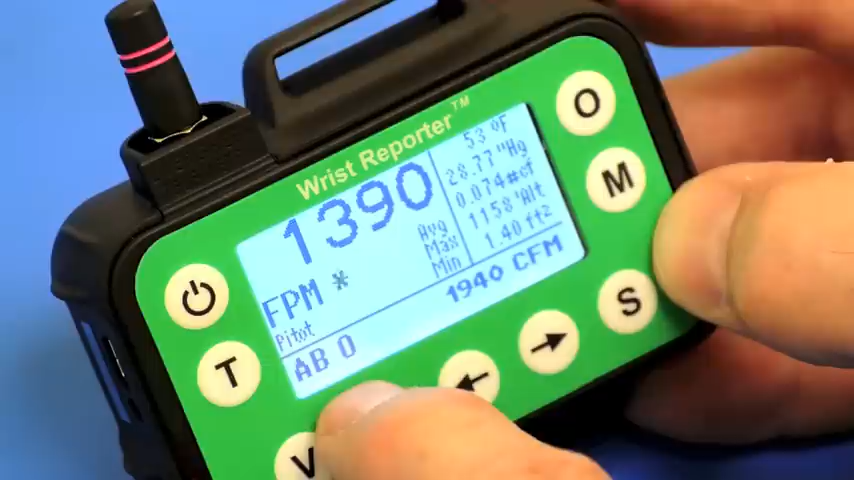 Wrist Reporter™
1390
FPM *
Pitot
Avg
Max
Min
53 °F
28.77 "Hg
0.074 #cf
1158 'Alt
1.40 ft2
1940 CFM
AB 0
O
M
S
T
V